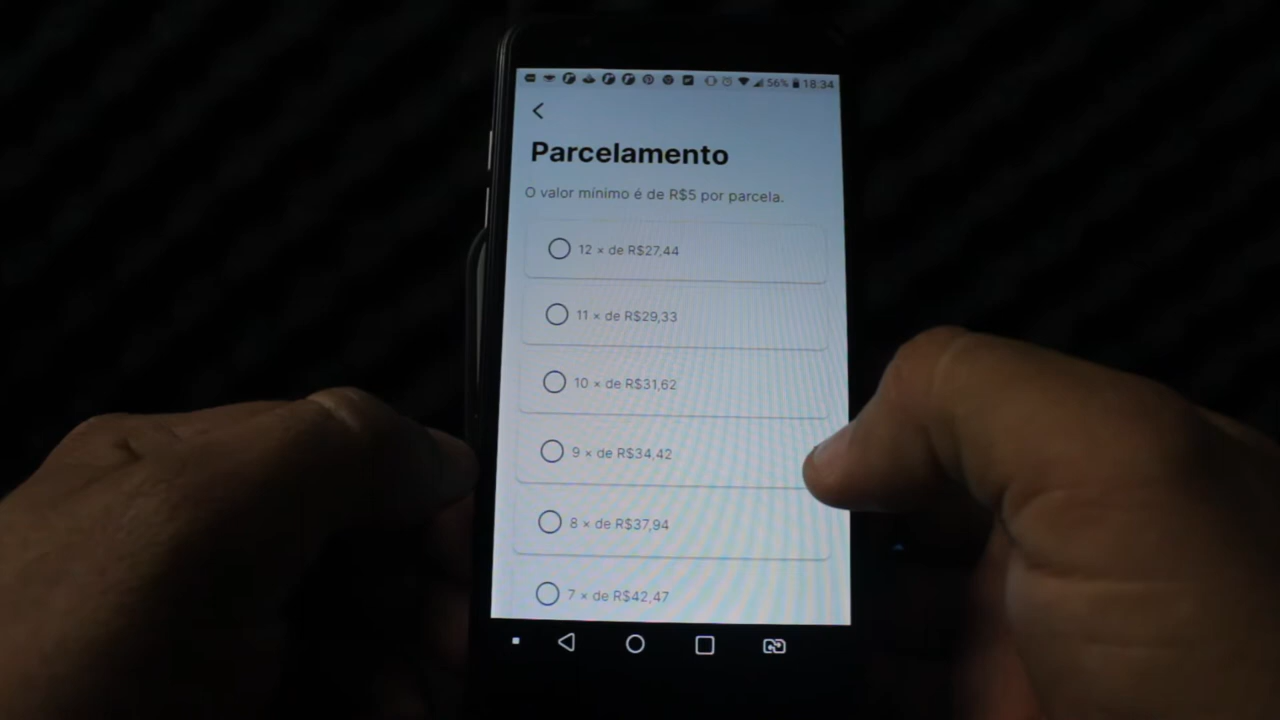 56% 18:34
Parcelamento
O valor mínimo é de R$5 por parcela.
12 × de R$27,44
11 × de R$29,33
10 × de R$31,62
9 × de R$34,42
8 × de R$37,94
7 × de R$42,47